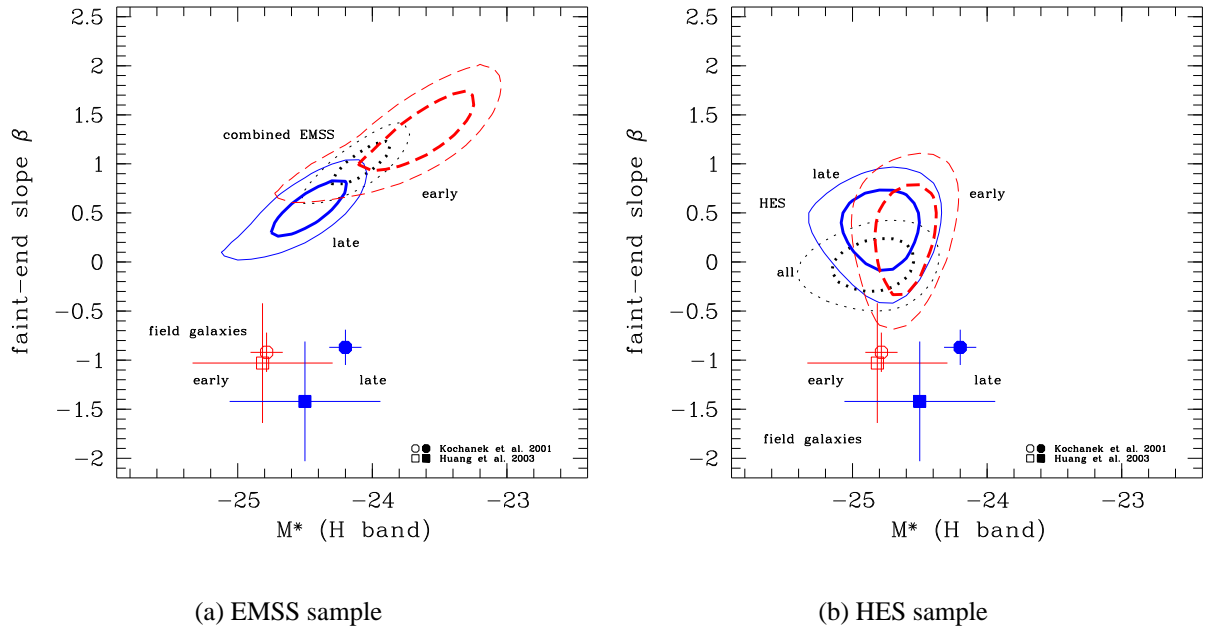 2.5
2
1.5
1
0.5
0
−0.5
−1
−1.5
−2
faint−end slope β
combined EMSS
early
late
field galaxies
early
late
Kochanek et al. 2001
Huang et al. 2003
−25
−24
−23
M* (H band)
(a) EMSS sample
2.5
2
1.5
1
0.5
0
−0.5
−1
−1.5
−2
faint−end slope β
late
early
HES
all
early
late
field galaxies
Kochanek et al. 2001
Huang et al. 2003
−25
−24
−23
M* (H band)
(b) HES sample